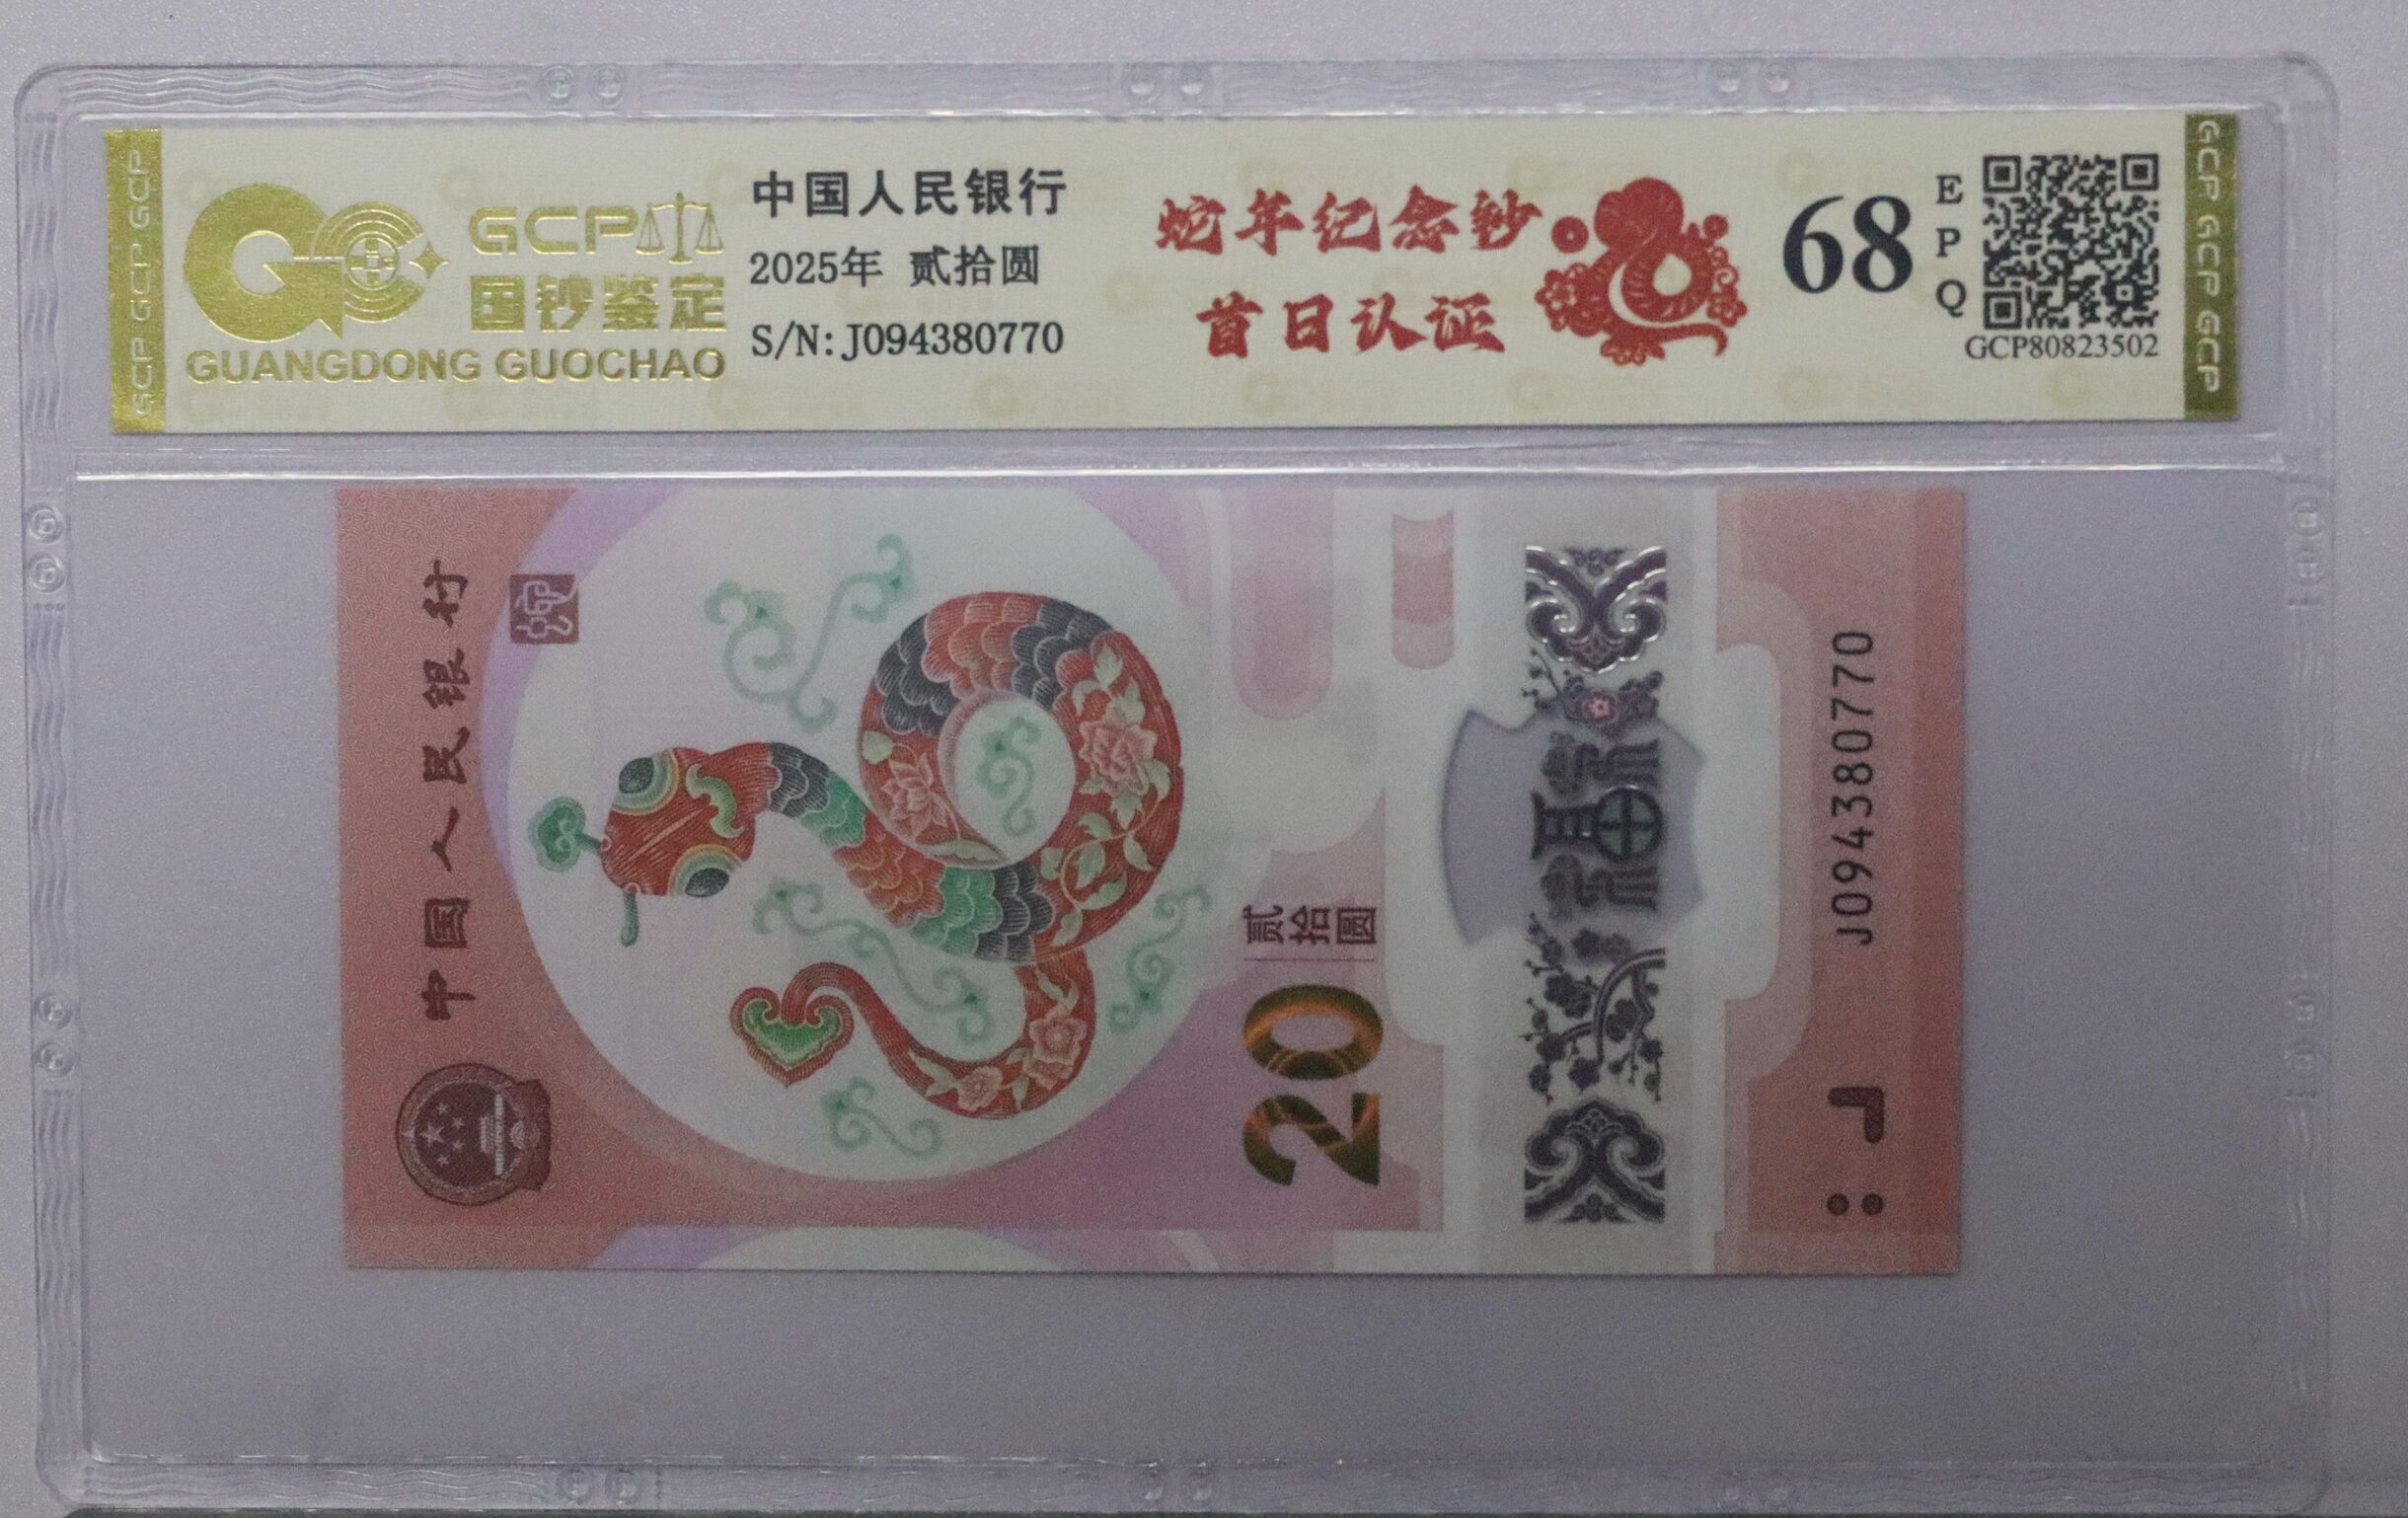 GCP GCP GCP
GCP
国钞鉴定
GUANGDONG GUOCHAO
中国人民银行
2025年 贰拾圆
S/N:J094380770
蛇年纪念钞
首日认证
68
EPQ
GCP80823502
GCP GCP GCP
中国人民银行
20
贰拾圆
福
J094380770